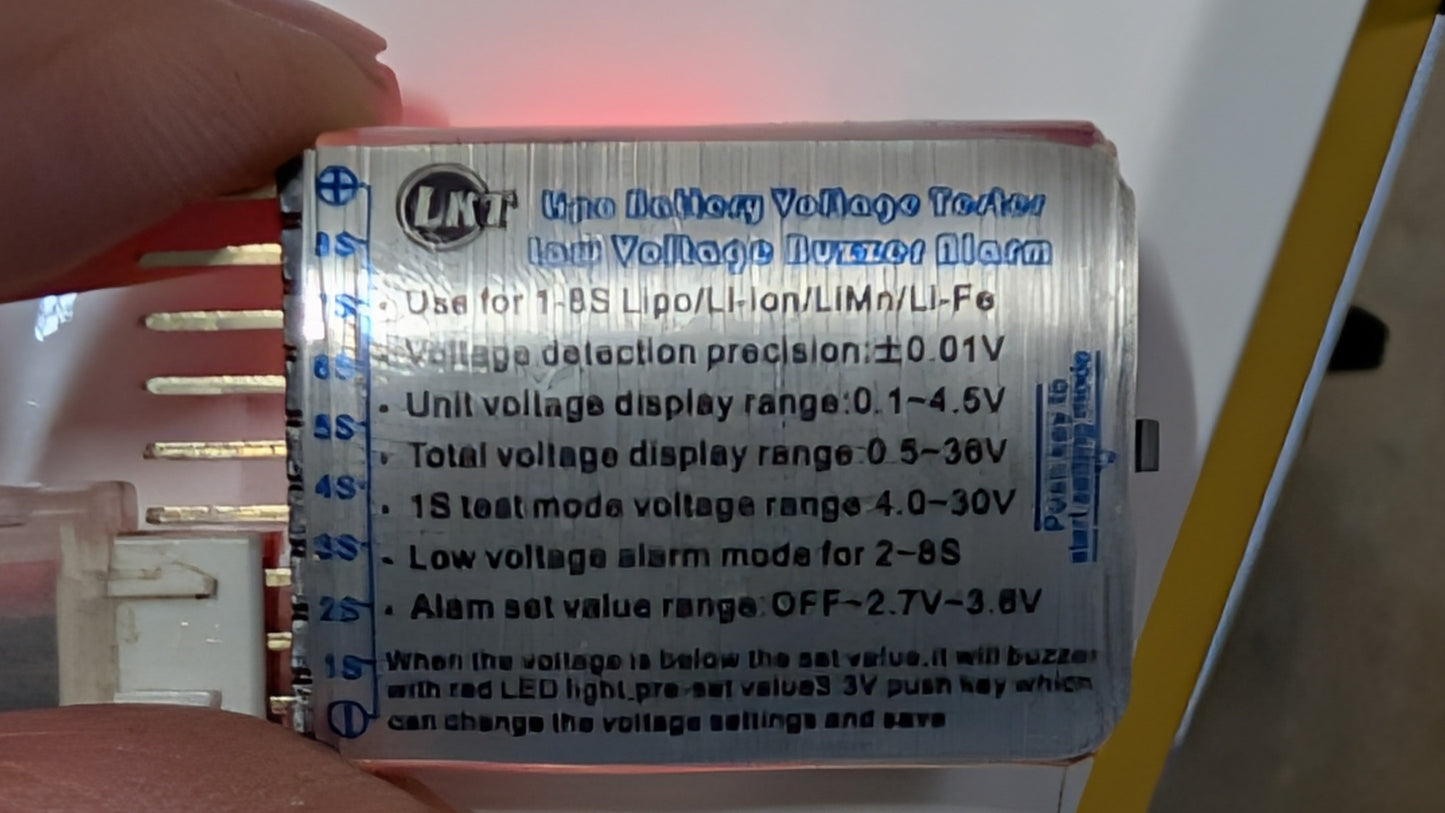 LKT
Lipo Battery Voltage Tester
Low Voltage Buzzer Alarm
• Use for 1-8S Lipo/Li-Ion/LiMn/Li-Fe
• Voltage detection precision:±0.01V
• Unit voltage display range:0.1~4.5V
• Total voltage display range:0.5~36V
• 1S test mode voltage range 4.0~30V
• Low voltage alarm mode for 2-8S
• Alam set value range:OFF~2.7V~3.8V
When the voltage is below the set value.it will buzzer
with red LED light.pre-set value3.3V push key which
can change the voltage settings and save
8S
7S
6S
5S
4S
3S
2S
1S
Push key to